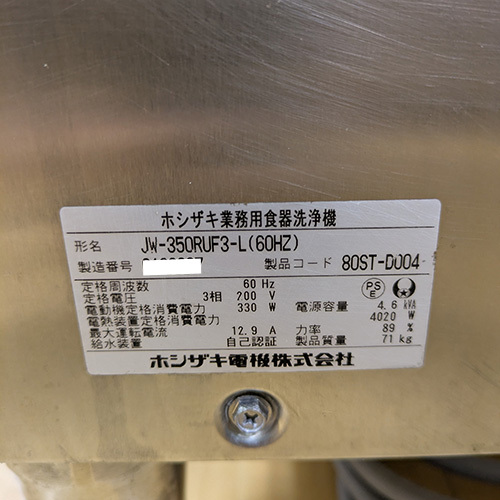 ホシザキ業務用食器洗浄機
形名 JW-350RUF3-L(60HZ)
製造番号 製品コード 80ST-D004
定格周波数 60 Hz
定格電圧 3相 200 V
電動機定格消費電力 330 W 電源容量 4.6 kVA
電熱装置定格消費電力 4020 W
最大運転電流 12.9 A 力率 89 %
給水装置 自己認証 製品質量 71 kg
PS
E
ホシザキ電機株式会社